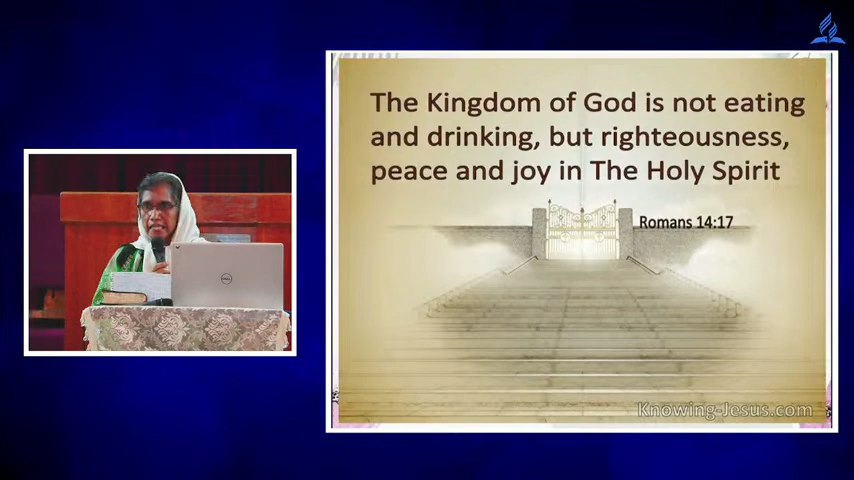 The Kingdom of God is not eating
and drinking, but righteousness,
peace and joy in The Holy Spirit
Romans 14:17
Knowing-Jesus.com
DELL